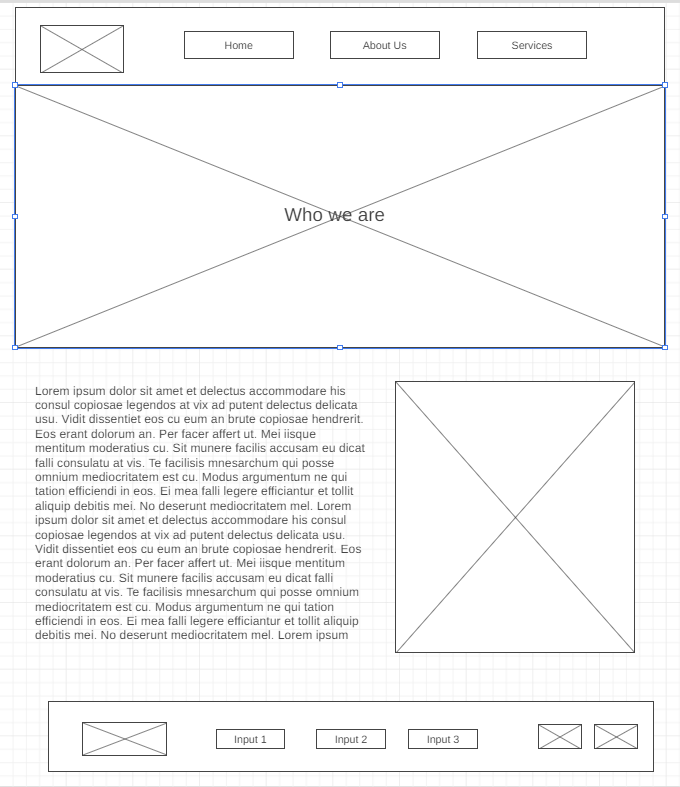 Home
About Us
Services
Who we are
Lorem ipsum dolor sit amet et delectus accommodare his
consul copiosae legendos at vix ad putent delectus delicata
usu. Vidit dissentiet eos cu eum an brute copiosae hendrerit.
Eos erant dolorum an. Per facer affert ut. Mei iisque
mentitum moderatius cu. Sit munere facilis accusam eu dicat
falli consulatu at vis. Te facilisis mnesarchum qui posse
omnium mediocritatem est cu. Modus argumentum ne qui
tation efficiendi in eos. Ei mea falli legere efficiantur et tollit
aliquip debitis mei. No deserunt mediocritatem mel. Lorem
ipsum dolor sit amet et delectus accommodare his consul
copiosae legendos at vix ad putent delectus delicata usu.
Vidit dissentiet eos cu eum an brute copiosae hendrerit. Eos
erant dolorum an. Per facer affert ut. Mei iisque mentitum
moderatius cu. Sit munere facilis accusam eu dicat falli
consulatu at vis. Te facilisis mnesarchum qui posse omnium
mediocritatem est cu. Modus argumentum ne qui tation
efficiendi in eos. Ei mea falli legere efficiantur et tollit aliquip
debitis mei. No deserunt mediocritatem mel. Lorem ipsum
Input 1
Input 2
Input 3